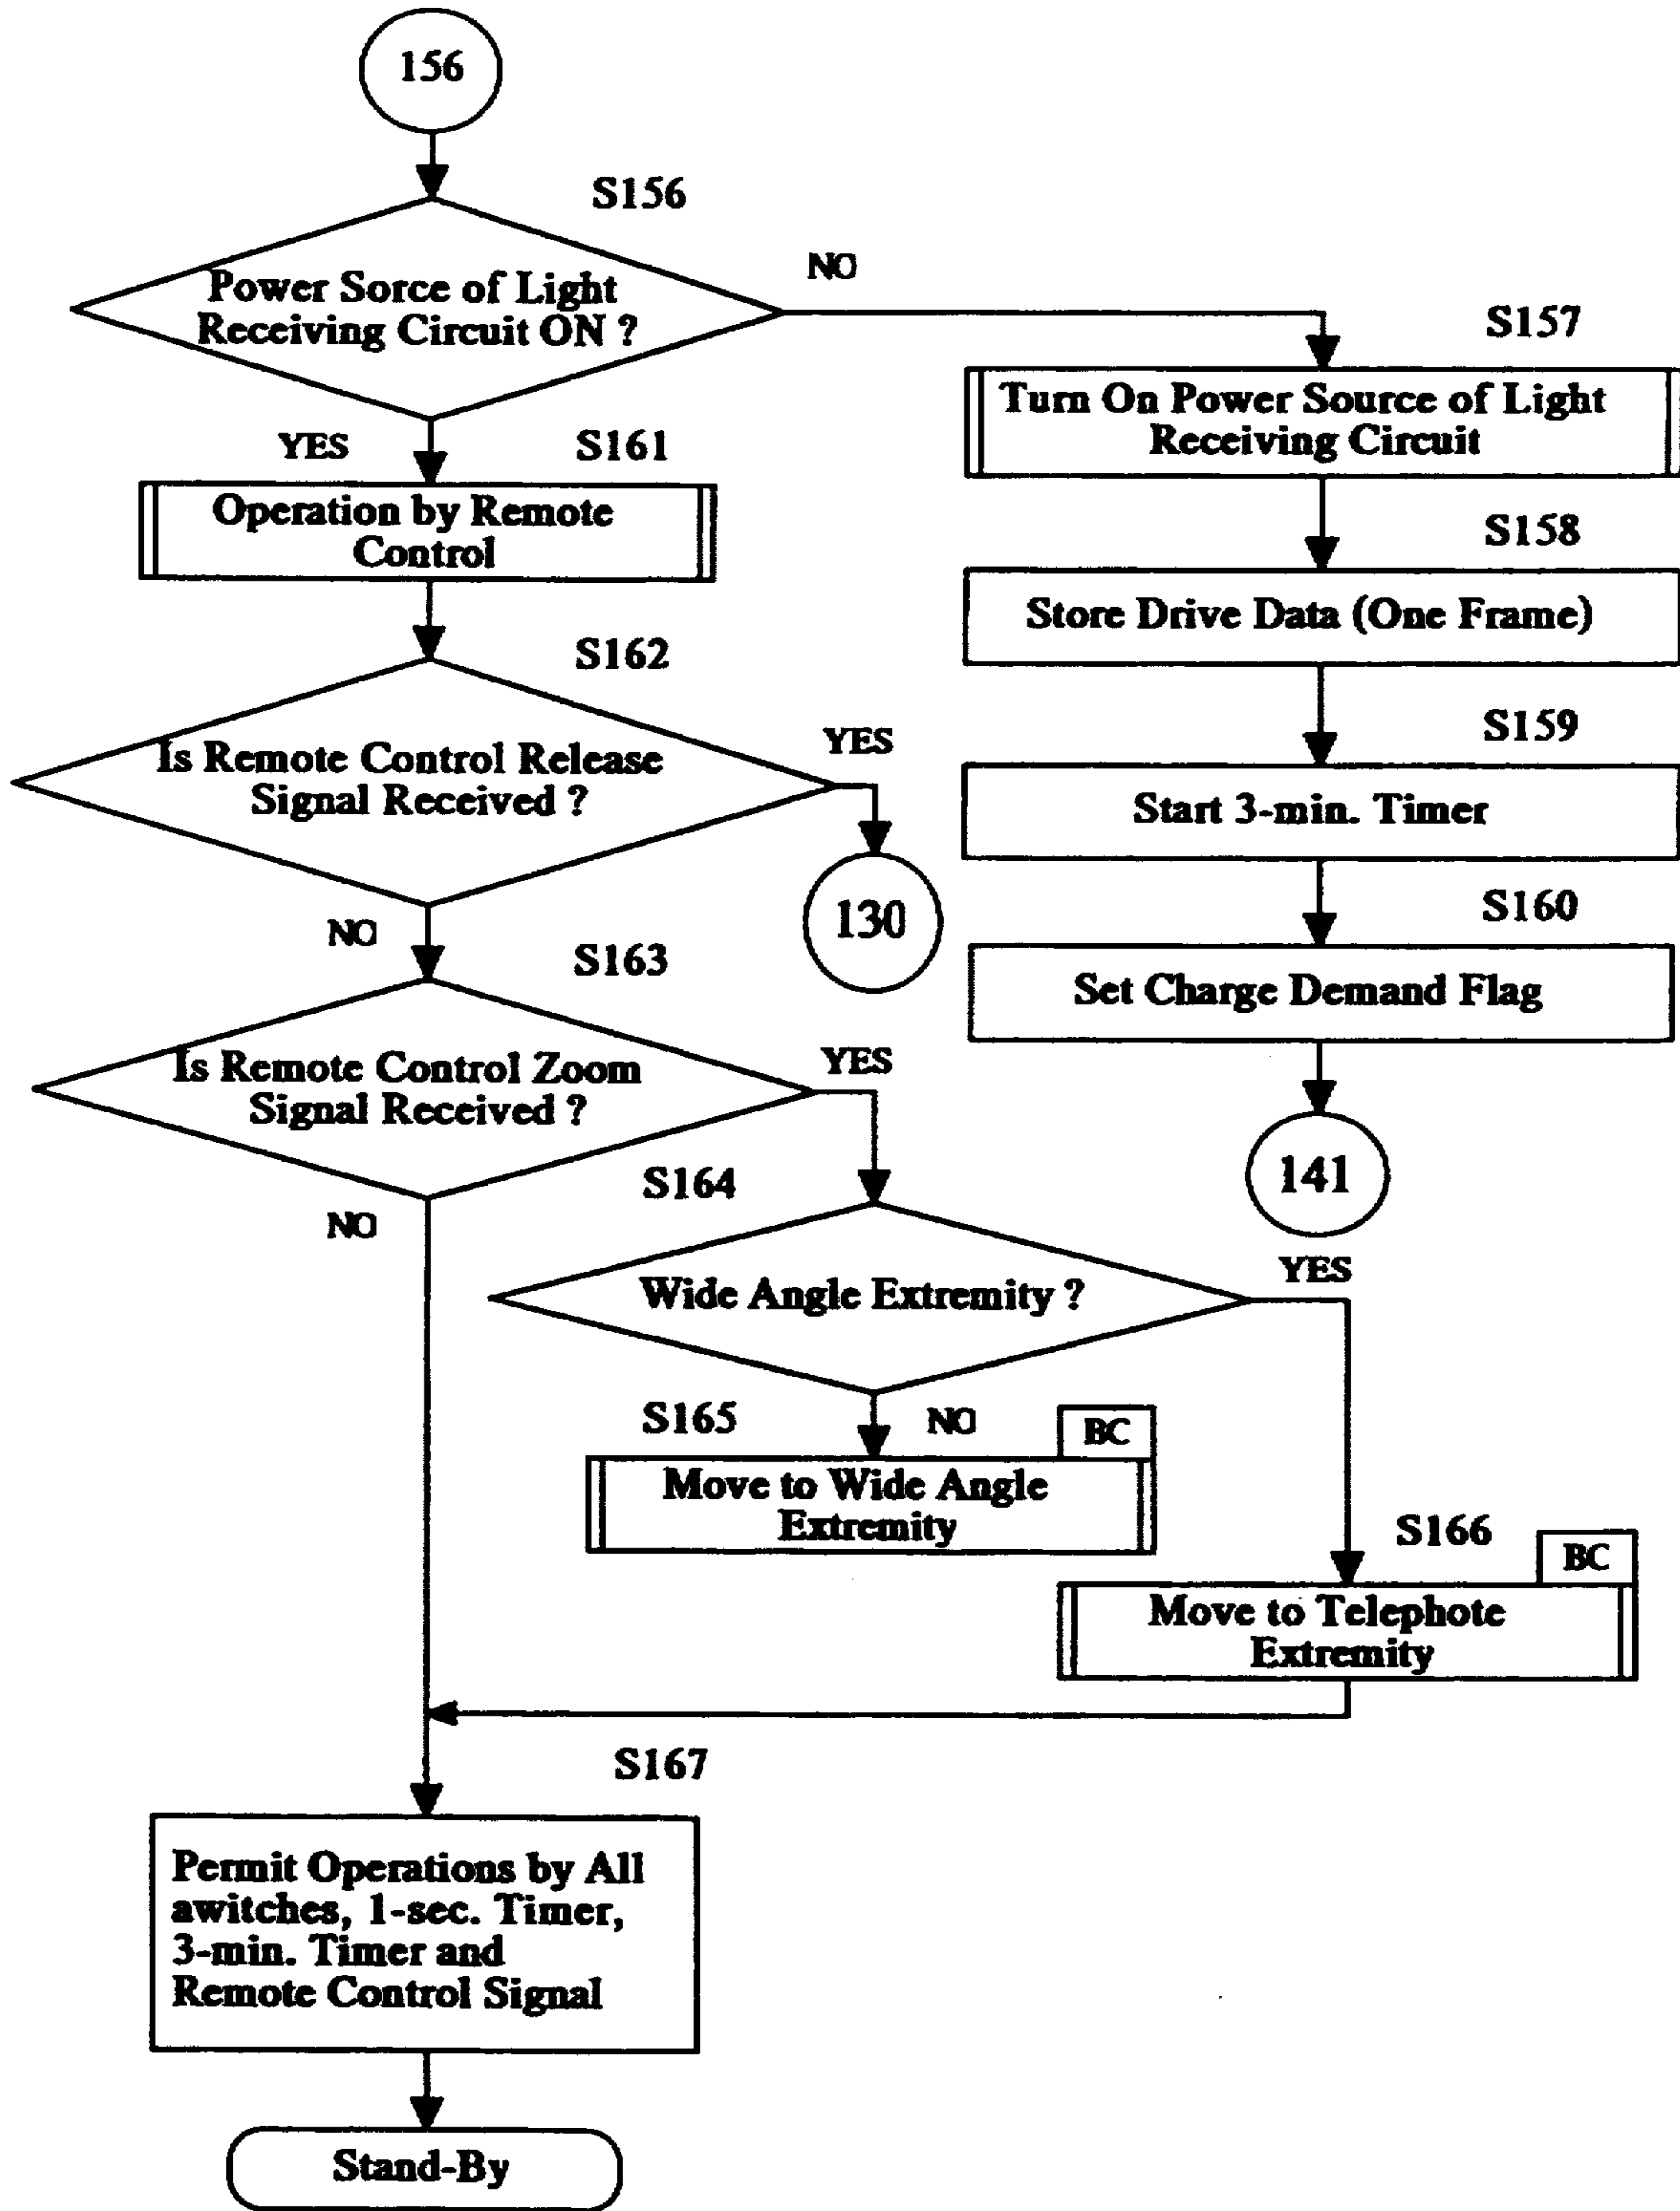 156
S156
Power Sorce of Light
Receiving Circuit ON ?
NO
YES
S157
Turn On Power Source of Light
Receiving Circuit
S161
Operation by Remote
Control
S158
Store Drive Data (One Frame)
S162
Is Remote Control Release
Signal Received ?
YES
NO
130
S159
Start 3-min. Timer
S160
Set Charge Demand Flag
141
S163
Is Remote Control Zoom
Signal Received ?
YES
NO
S164
Wide Angle Extremity ?
YES
NO
S165
BC
Move to Wide Angle
Extremity
S166
BC
Move to Telephote
Extremity
S167
Permit Operations by All
awitches, 1-sec. Timer,
3-min. Timer and
Remote Control Signal
Stand-By